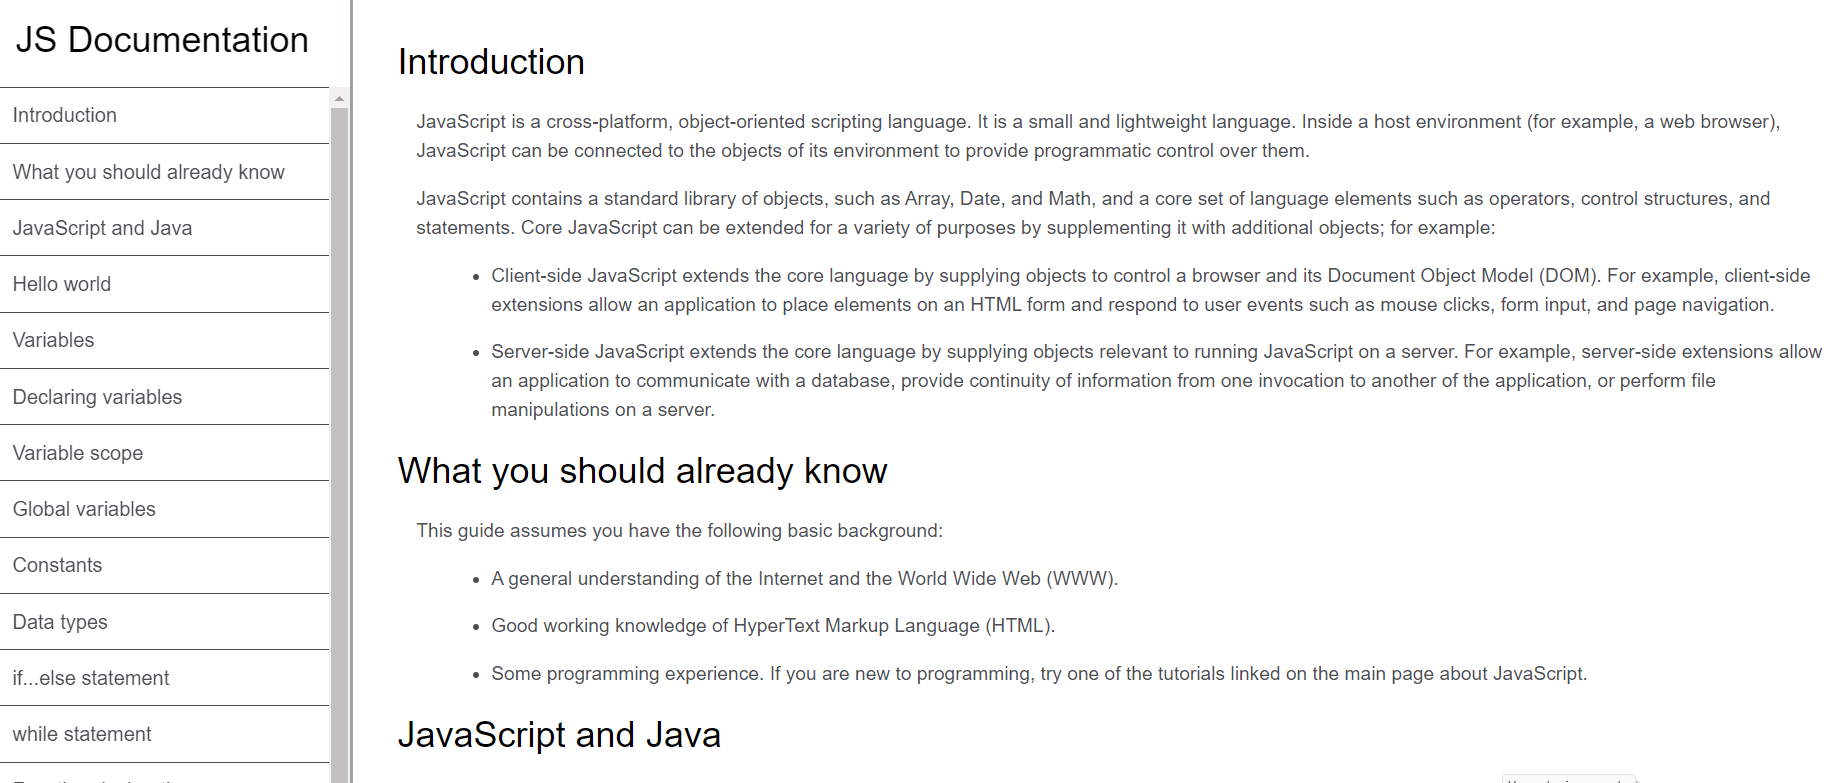 JS Documentation
Introduction
What you should already know
JavaScript and Java
Hello world
Variables
Declaring variables
Variable scope
Global variables
Constants
Data types
if...else statement
while statement
Introduction
JavaScript is a cross-platform, object-oriented scripting language. It is a small and lightweight language. Inside a host environment (for example, a web browser),
JavaScript can be connected to the objects of its environment to provide programmatic control over them.
JavaScript contains a standard library of objects, such as Array, Date, and Math, and a core set of language elements such as operators, control structures, and
statements. Core JavaScript can be extended for a variety of purposes by supplementing it with additional objects; for example:
• Client-side JavaScript extends the core language by supplying objects to control a browser and its Document Object Model (DOM). For example, client-side
extensions allow an application to place elements on an HTML form and respond to user events such as mouse clicks, form input, and page navigation.
• Server-side JavaScript extends the core language by supplying objects relevant to running JavaScript on a server. For example, server-side extensions allow
an application to communicate with a database, provide continuity of information from one invocation to another of the application, or perform file
manipulations on a server.
What you should already know
This guide assumes you have the following basic background:
• A general understanding of the Internet and the World Wide Web (WWW).
• Good working knowledge of HyperText Markup Language (HTML).
• Some programming experience. If you are new to programming, try one of the tutorials linked on the main page about JavaScript.
JavaScript and Java